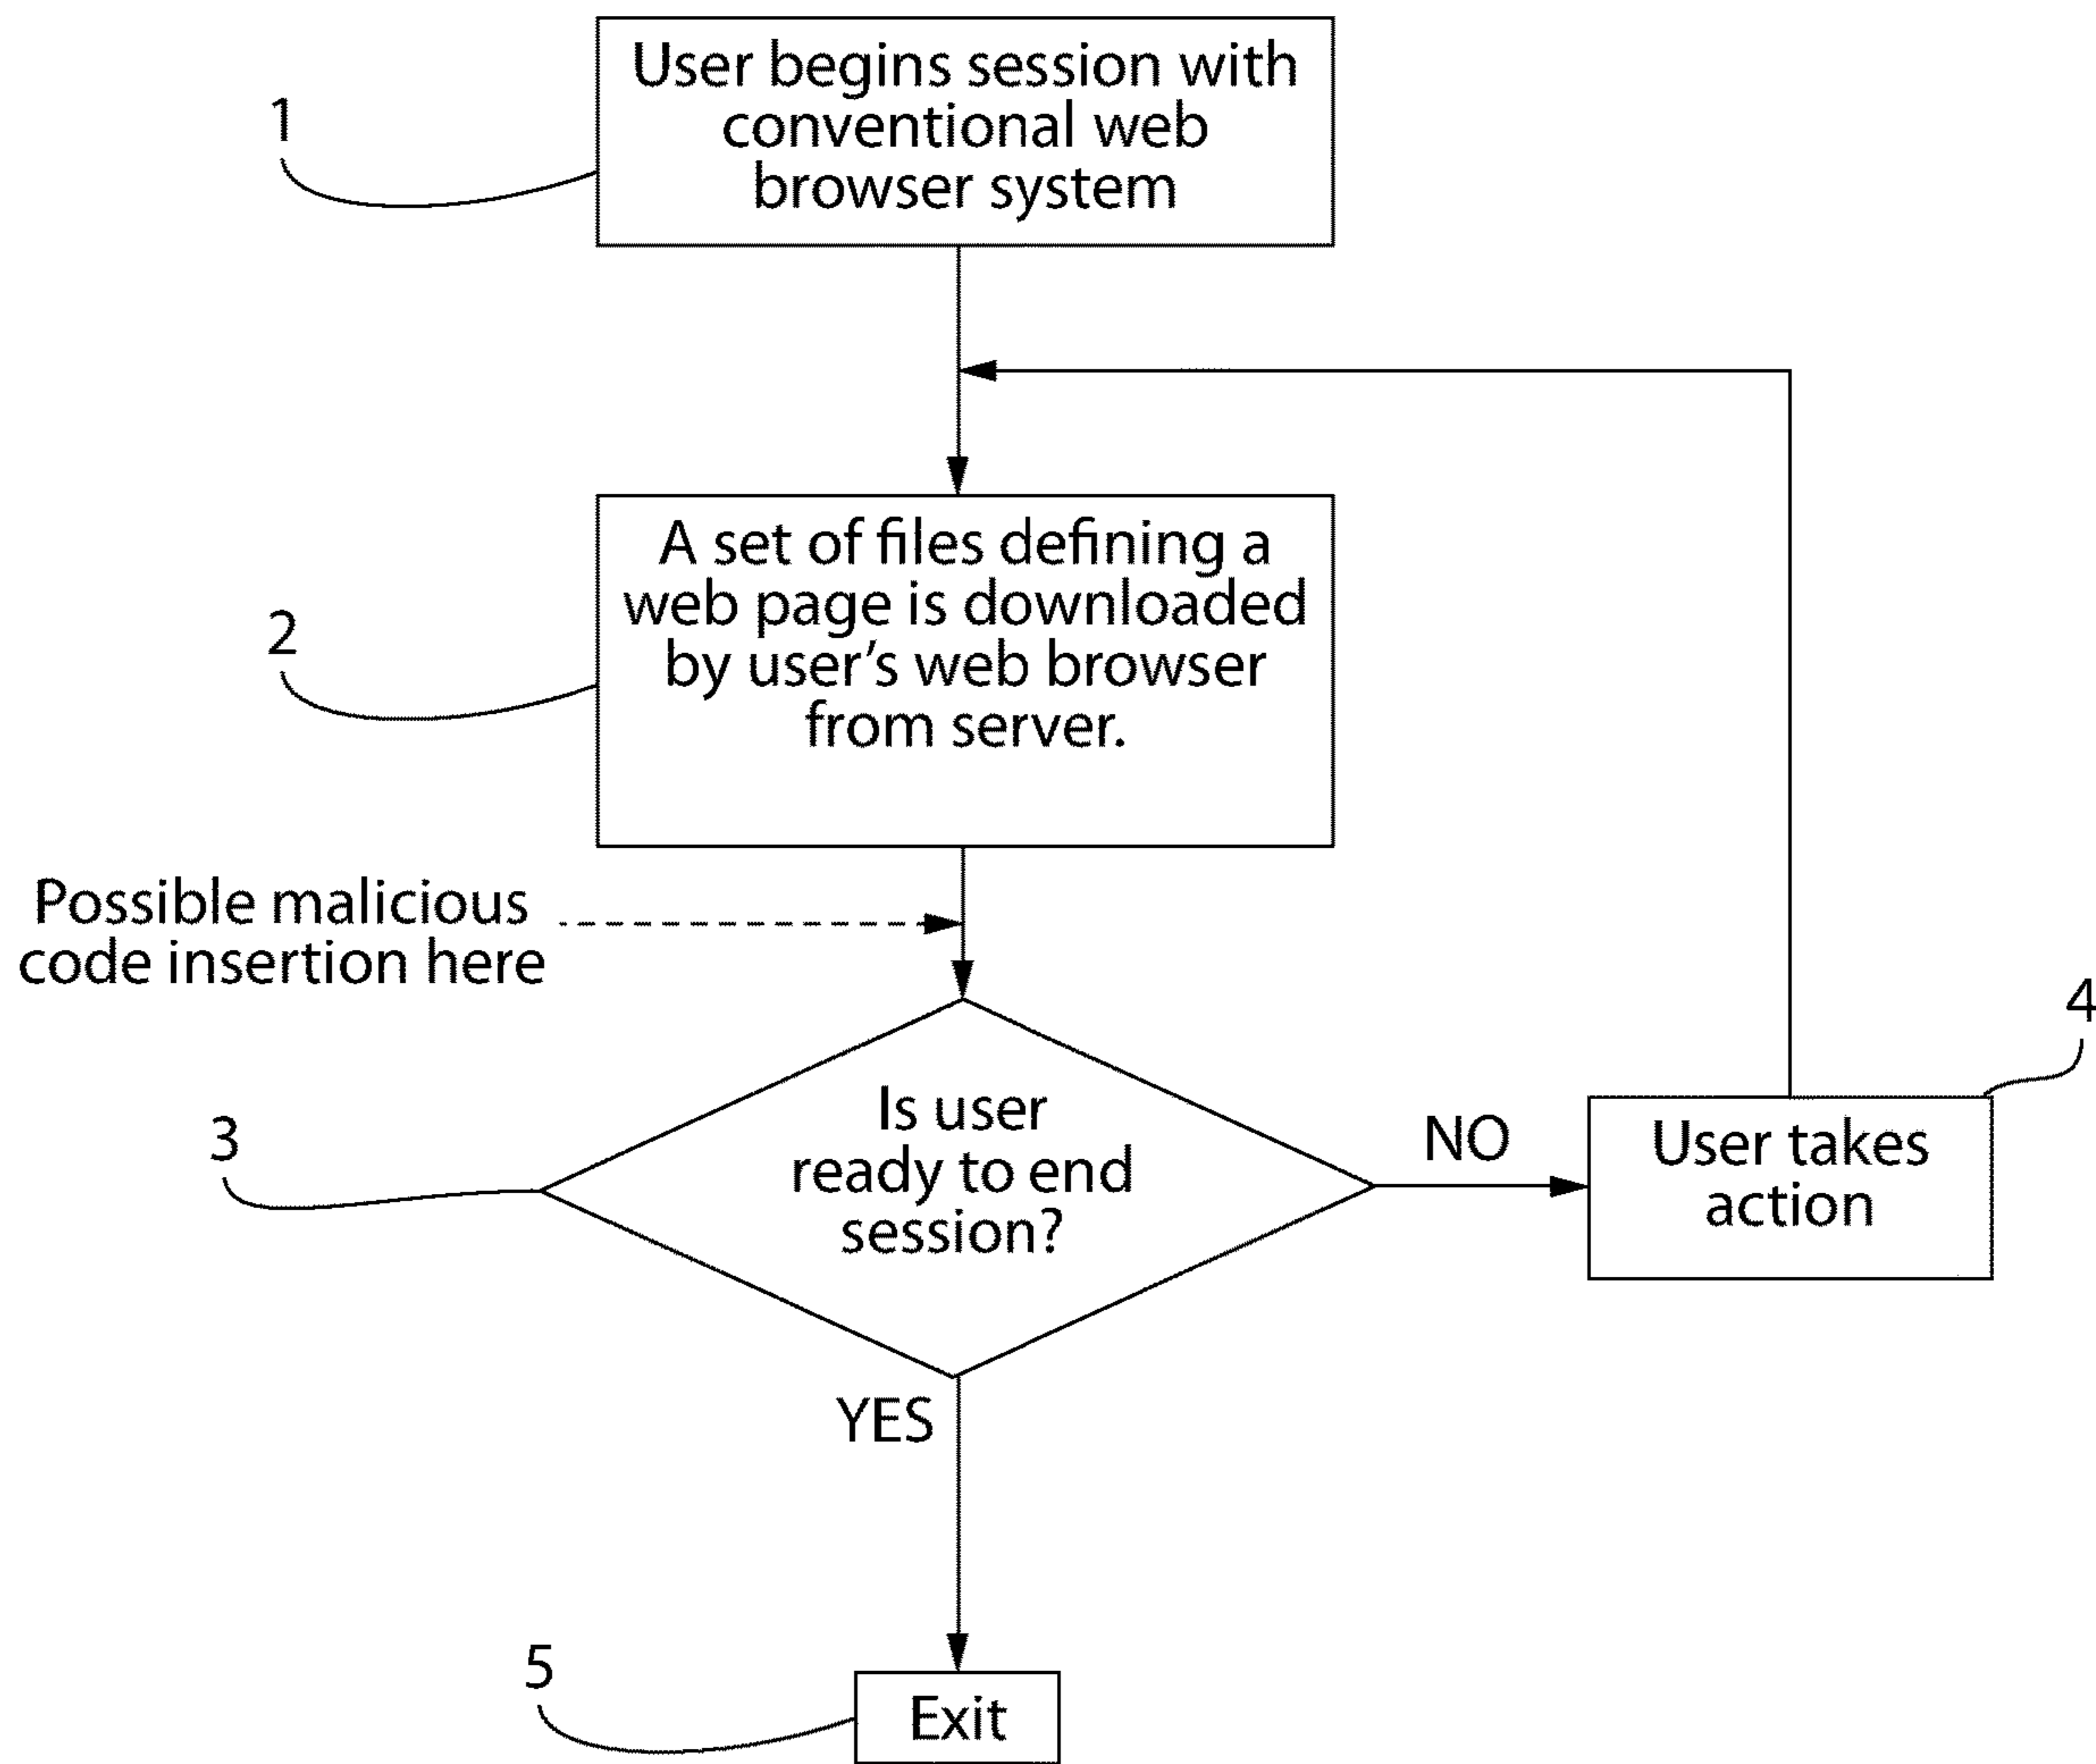 User begins session with
conventional web
browser system
1
A set of files defining a
web page is downloaded
by user’s web browser
from server.
2
Possible malicious
code insertion here
Is user
ready to end
session?
3
NO
User takes
action
4
YES
Exit
5